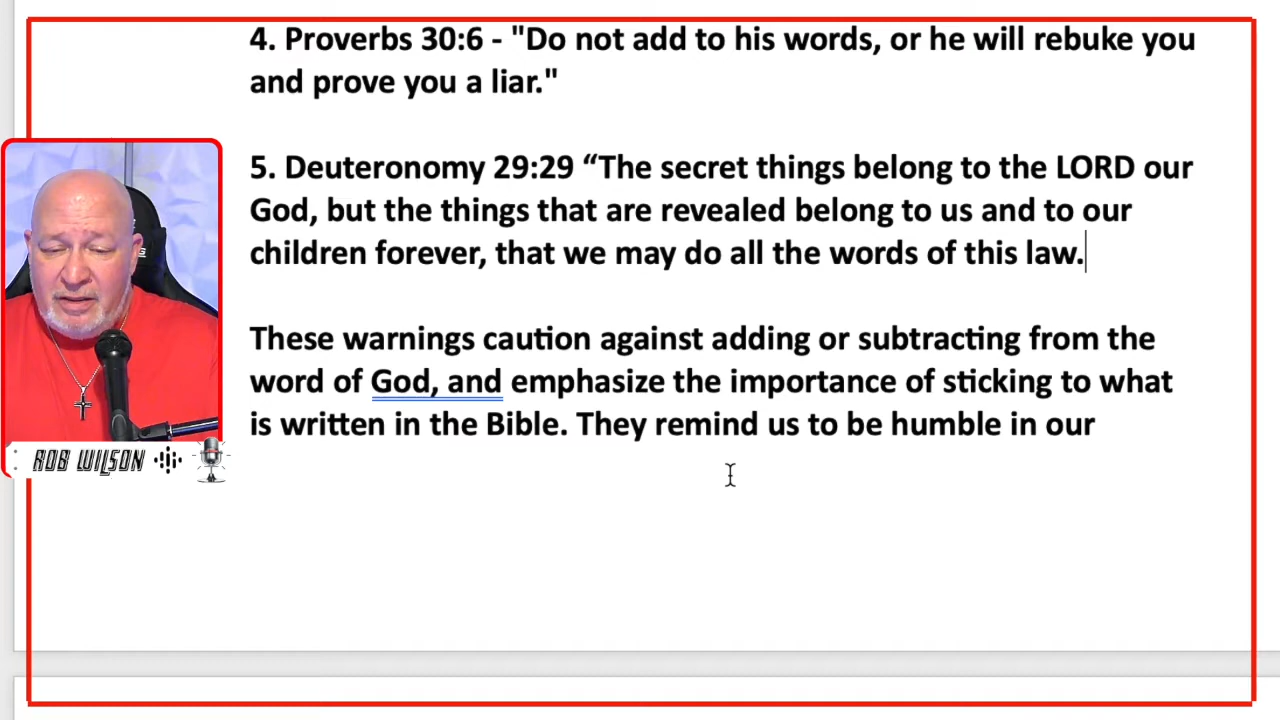 4. Proverbs 30:6 - "Do not add to his words, or he will rebuke you
and prove you a liar."
5. Deuteronomy 29:29 “The secret things belong to the LORD our
God, but the things that are revealed belong to us and to our
children forever, that we may do all the words of this law.
These warnings caution against adding or subtracting from the
word of God, and emphasize the importance of sticking to what
is written in the Bible. They remind us to be humble in our
ROB WILSON